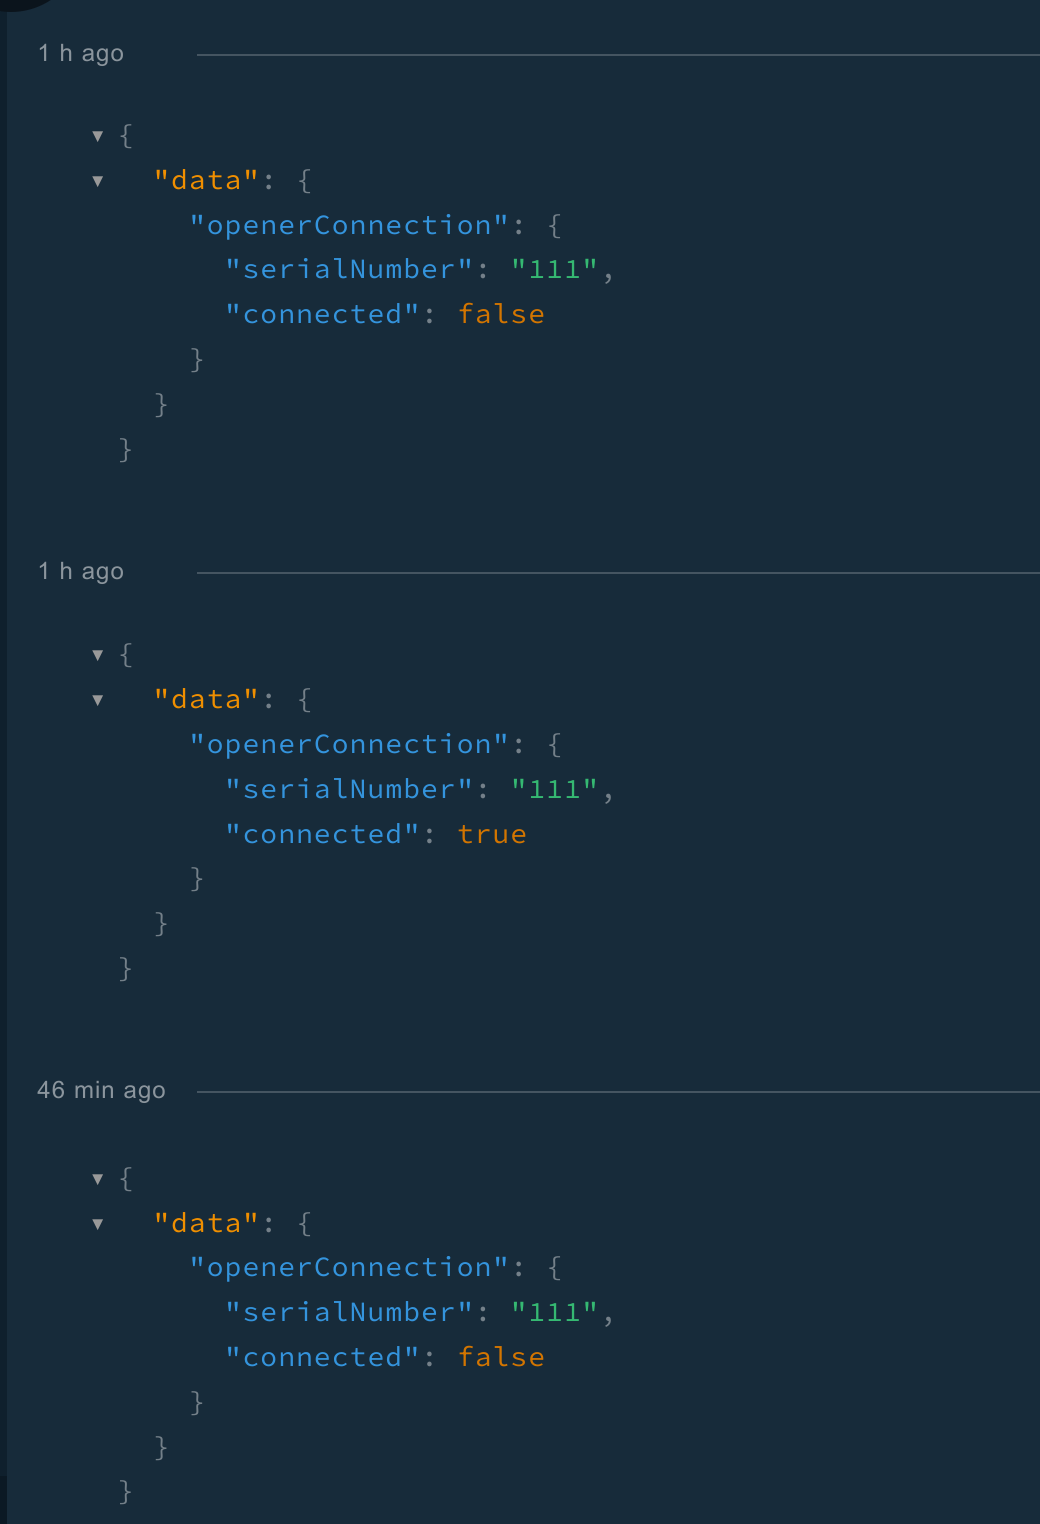 1 h ago
{
"data": {
"openerConnection": {
"serialNumber": "111",
"connected": false
}
}
}
1 h ago
{
"data": {
"openerConnection": {
"serialNumber": "111",
"connected": true
}
}
}
46 min ago
{
"data": {
"openerConnection": {
"serialNumber": "111",
"connected": false
}
}
}